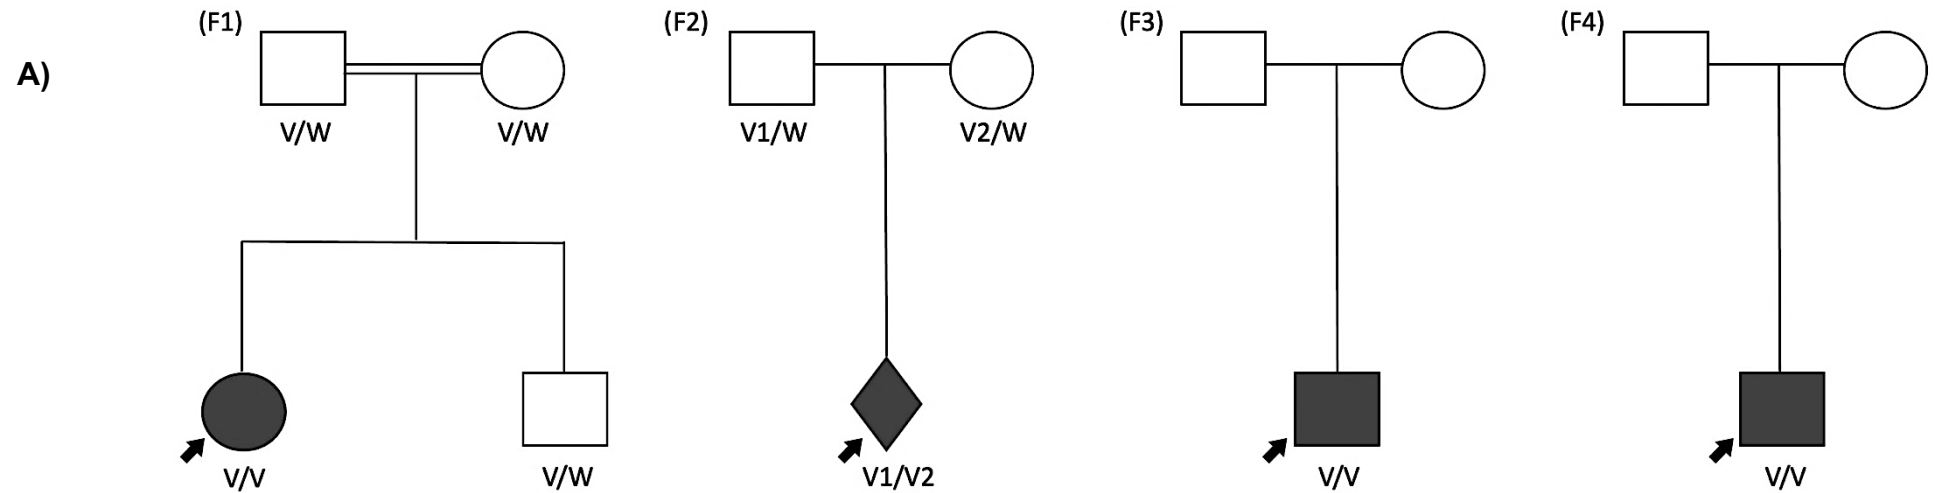 (F1) (F2) (F3) (F4)
A)
V/W V/W V1/W V2/W
V/V V/W V1/V2 V/V V/V